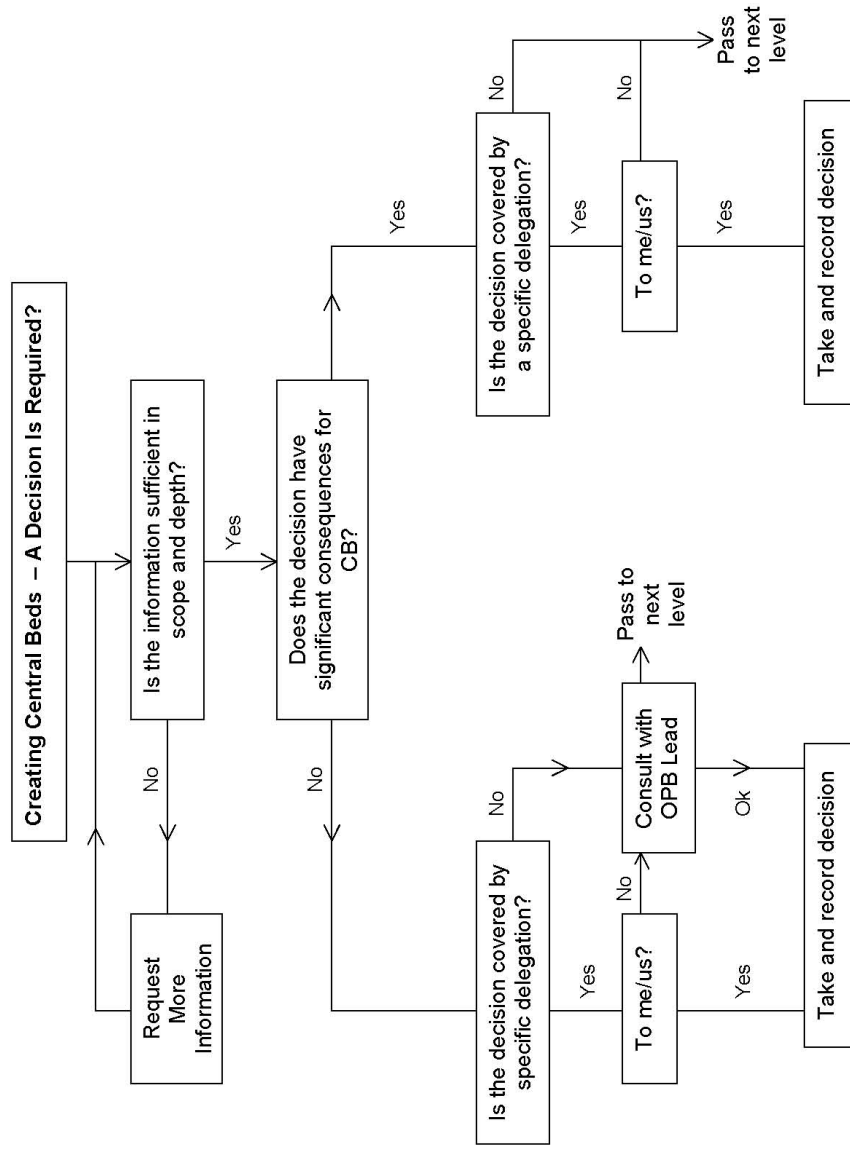 Creating Central Beds – A Decision Is Required?
Is the information sufficient in
scope and depth?
No
Request
More
Information
Yes
Does the decision have
significant consequences for
CB?
No
Yes
Is the decision covered by
specific delegation?
No
Yes
To me/us?
No
Consult with
OPB Lead
Pass to
next
level
Yes
Ok
Take and record decision
Is the decision covered by
a specific delegation?
No
Yes
To me/us?
No
Pass
to next
level
Yes
Take and record decision